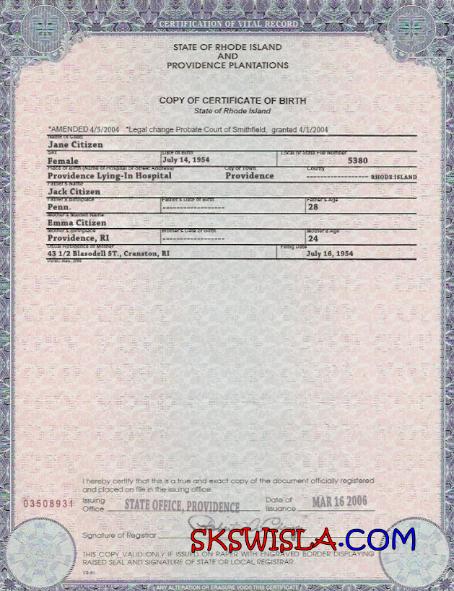 CERTIFICATION OF VITAL RECORD
STATE OF RHODE ISLAND
AND
PROVIDENCE PLANTATIONS
COPY OF CERTIFICATE OF BIRTH
State of Rhode Island
*AMENDED 4/5/2004 *Legal change Probate Court of Smithfield, granted 4/1/2004
Name of Child
Jane Citizen
Sex Date of Birth Local or State File Number
Female July 14, 1954 5380
Place of Birth (Name of Hospital or Street Address) City or Town County
Providence Lying-In Hospital Providence -------------------- RHODE ISLAND
Father's Name
Jack Citizen
Father's Birthplace Father's Date of Birth Father's Age
Penn. -------------------- 28
Mother's Maiden Name
Emma Citizen
Mother's Birthplace Mother's Date of Birth Mother's Age
Providence, RI -------------------- 24
Usual Residence of Mother Filing Date
43 1/2 Blasodell ST., Cranston, RI July 16, 1954
I hereby certify that this is a true and exact copy of the document officially registered
and placed on file in the issuing office.
03508931
Issuing Office STATE OFFICE, PROVIDENCE Date of Issuance MAR 16 2006
Signature of Registrar
SKSWISLA.COM
THIS COPY VALID ONLY IF ISSUED ON PAPER WITH ENGRAVED BORDER DISPLAYING
RAISED SEAL AND SIGNATURE OF STATE OR LOCAL REGISTRAR.
ANY ALTERATION OR ERASURE VOIDS THIS CERTIFICATE